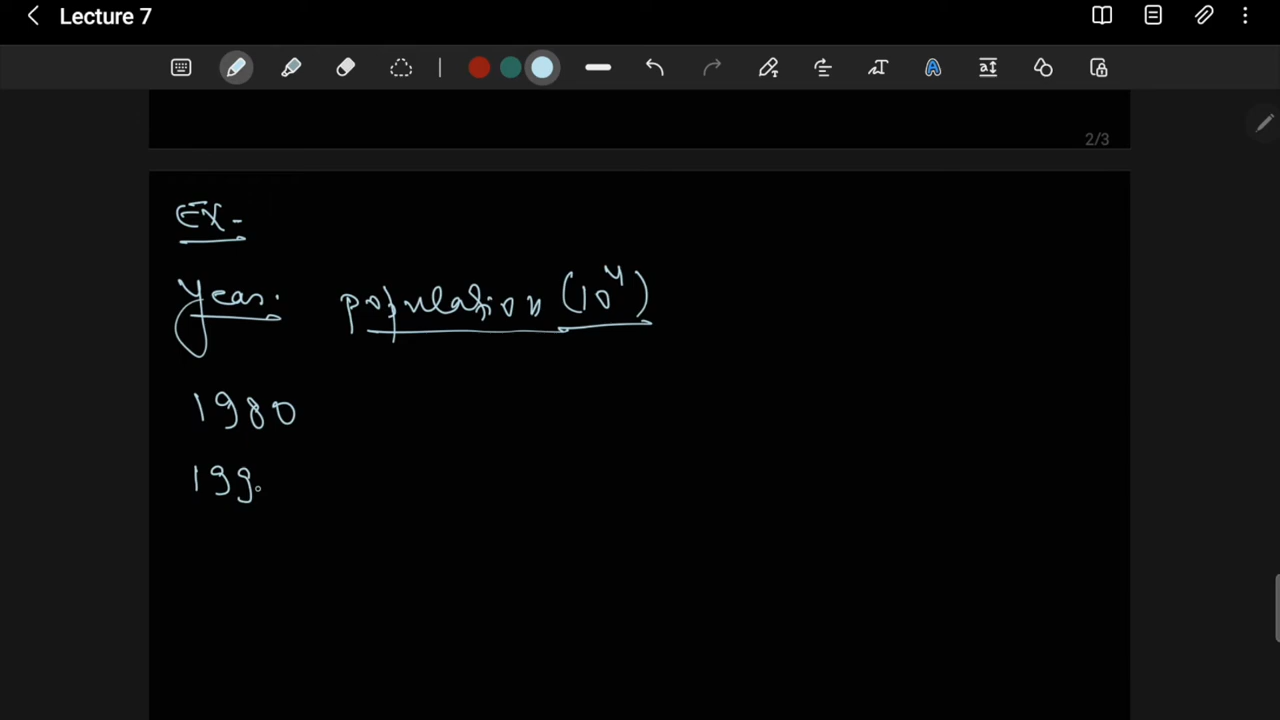 Lecture 7
2/3
Ex-
year. population (10⁴)
1980
199